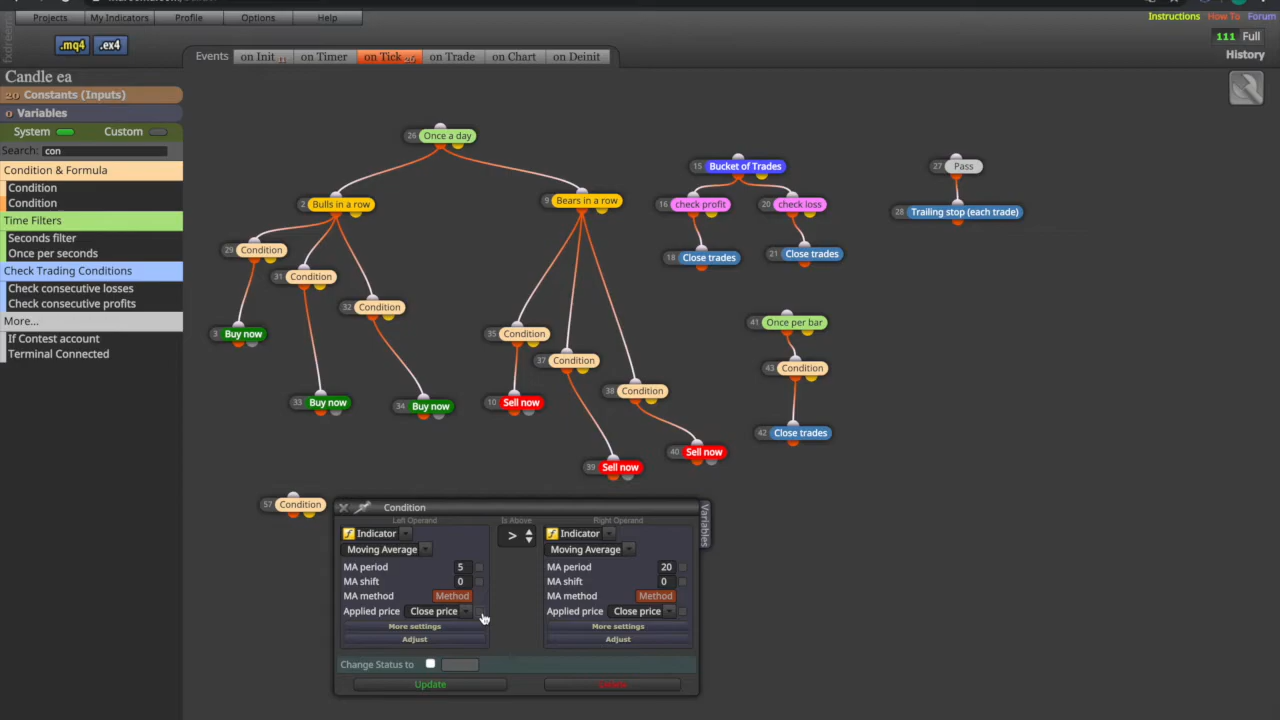 Projects My Indicators Profile Options Help
Instructions How To Forum
fxdreema
.mq4 .ex4
111 Full
History
Events on Init 11 on Timer on Tick 26 on Trade on Chart on Deinit
Candle ea
20 Constants (Inputs)
0 Variables
System Custom
Search: con
Condition & Formula
Condition
Condition
Time Filters
Seconds filter
Once per seconds
Check Trading Conditions
Check consecutive losses
Check consecutive profits
More...
If Contest account
Terminal Connected
26 Once a day
2 Bulls in a row
9 Bears in a row
29 Condition
31 Condition
32 Condition
3 Buy now
33 Buy now
34 Buy now
35 Condition
37 Condition
38 Condition
10 Sell now
39 Sell now
40 Sell now
15 Bucket of Trades
16 check profit
20 check loss
18 Close trades
21 Close trades
27 Pass
28 Trailing stop (each trade)
41 Once per bar
43 Condition
42 Close trades
57 Condition
Condition
Left Operand Is Above Right Operand
f Indicator > f Indicator
Moving Average Moving Average
MA period 5 MA period 20
MA shift 0 MA shift 0
MA method Method MA method Method
Applied price Close price Applied price Close price
More settings More settings
Adjust Adjust
Change Status to
Update Delete
Variables